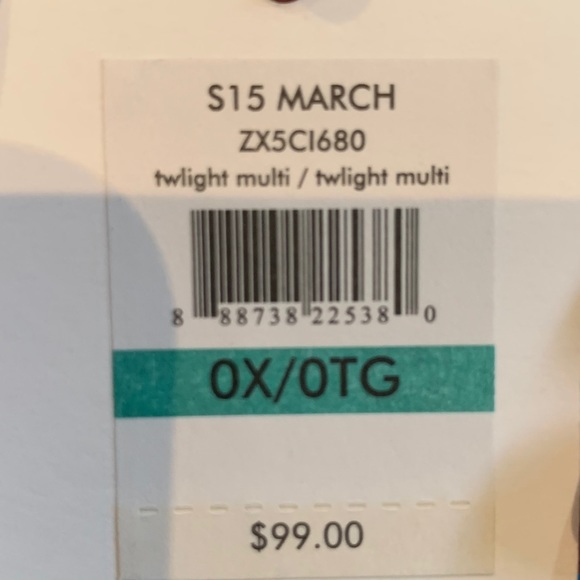 S15 MARCH
ZX5CI680
twlight multi / twlight multi
8 88738 22538 0
0X/0TG
$99.00